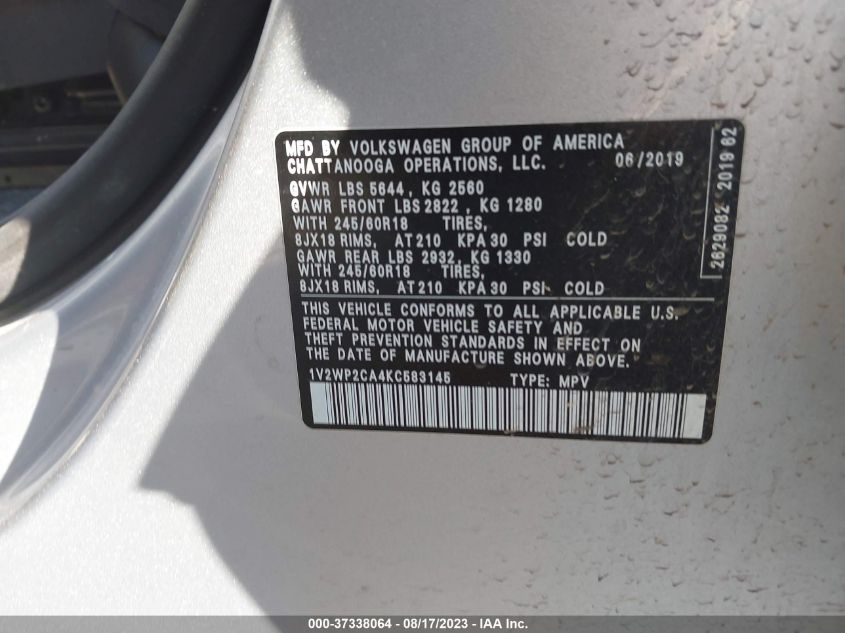 MFD BY VOLKSWAGEN GROUP OF AMERICA
CHATTANOOGA OPERATIONS, LLC. 06/2019
GVWR LBS 5644, KG 2560
GAWR FRONT LBS 2822, KG 1280
WITH 245/60R18 TIRES,
8JX18 RIMS, AT 210 KPA 30 PSI COLD
GAWR REAR LBS 2932, KG 1330
WITH 245/60R18 TIRES,
8JX18 RIMS, AT 210 KPA 30 PSI COLD
THIS VEHICLE CONFORMS TO ALL APPLICABLE U.S.
FEDERAL MOTOR VEHICLE SAFETY AND
THEFT PREVENTION STANDARDS IN EFFECT ON
THE DATE OF MANUFACTURE SHOWN ABOVE.
1V2WP2CA4KC583145 TYPE: MPV
2629082 2019 62
000-37338064 - 08/17/2023 - IAA Inc.